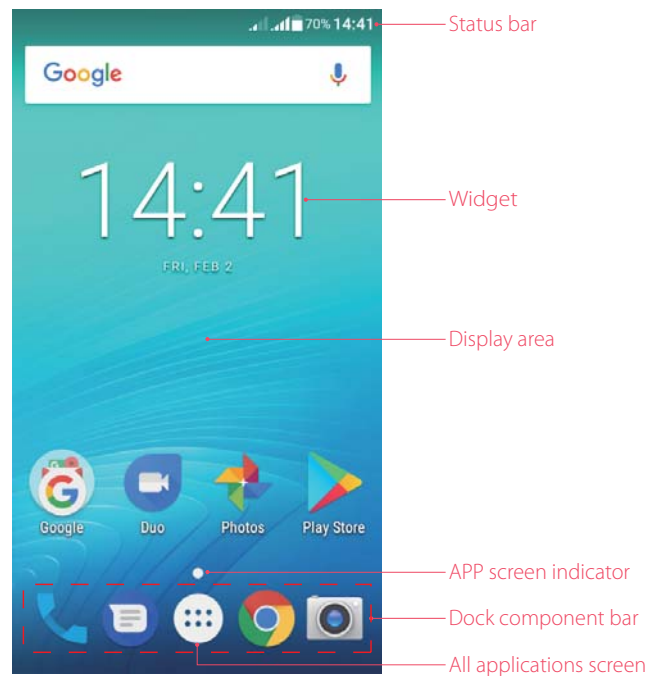 70% 14:41
Status bar
Google
14:41
Widget
FRI, FEB 2
Display area
Google
Duo
Photos
Play Store
APP screen indicator
Dock component bar
All applications screen